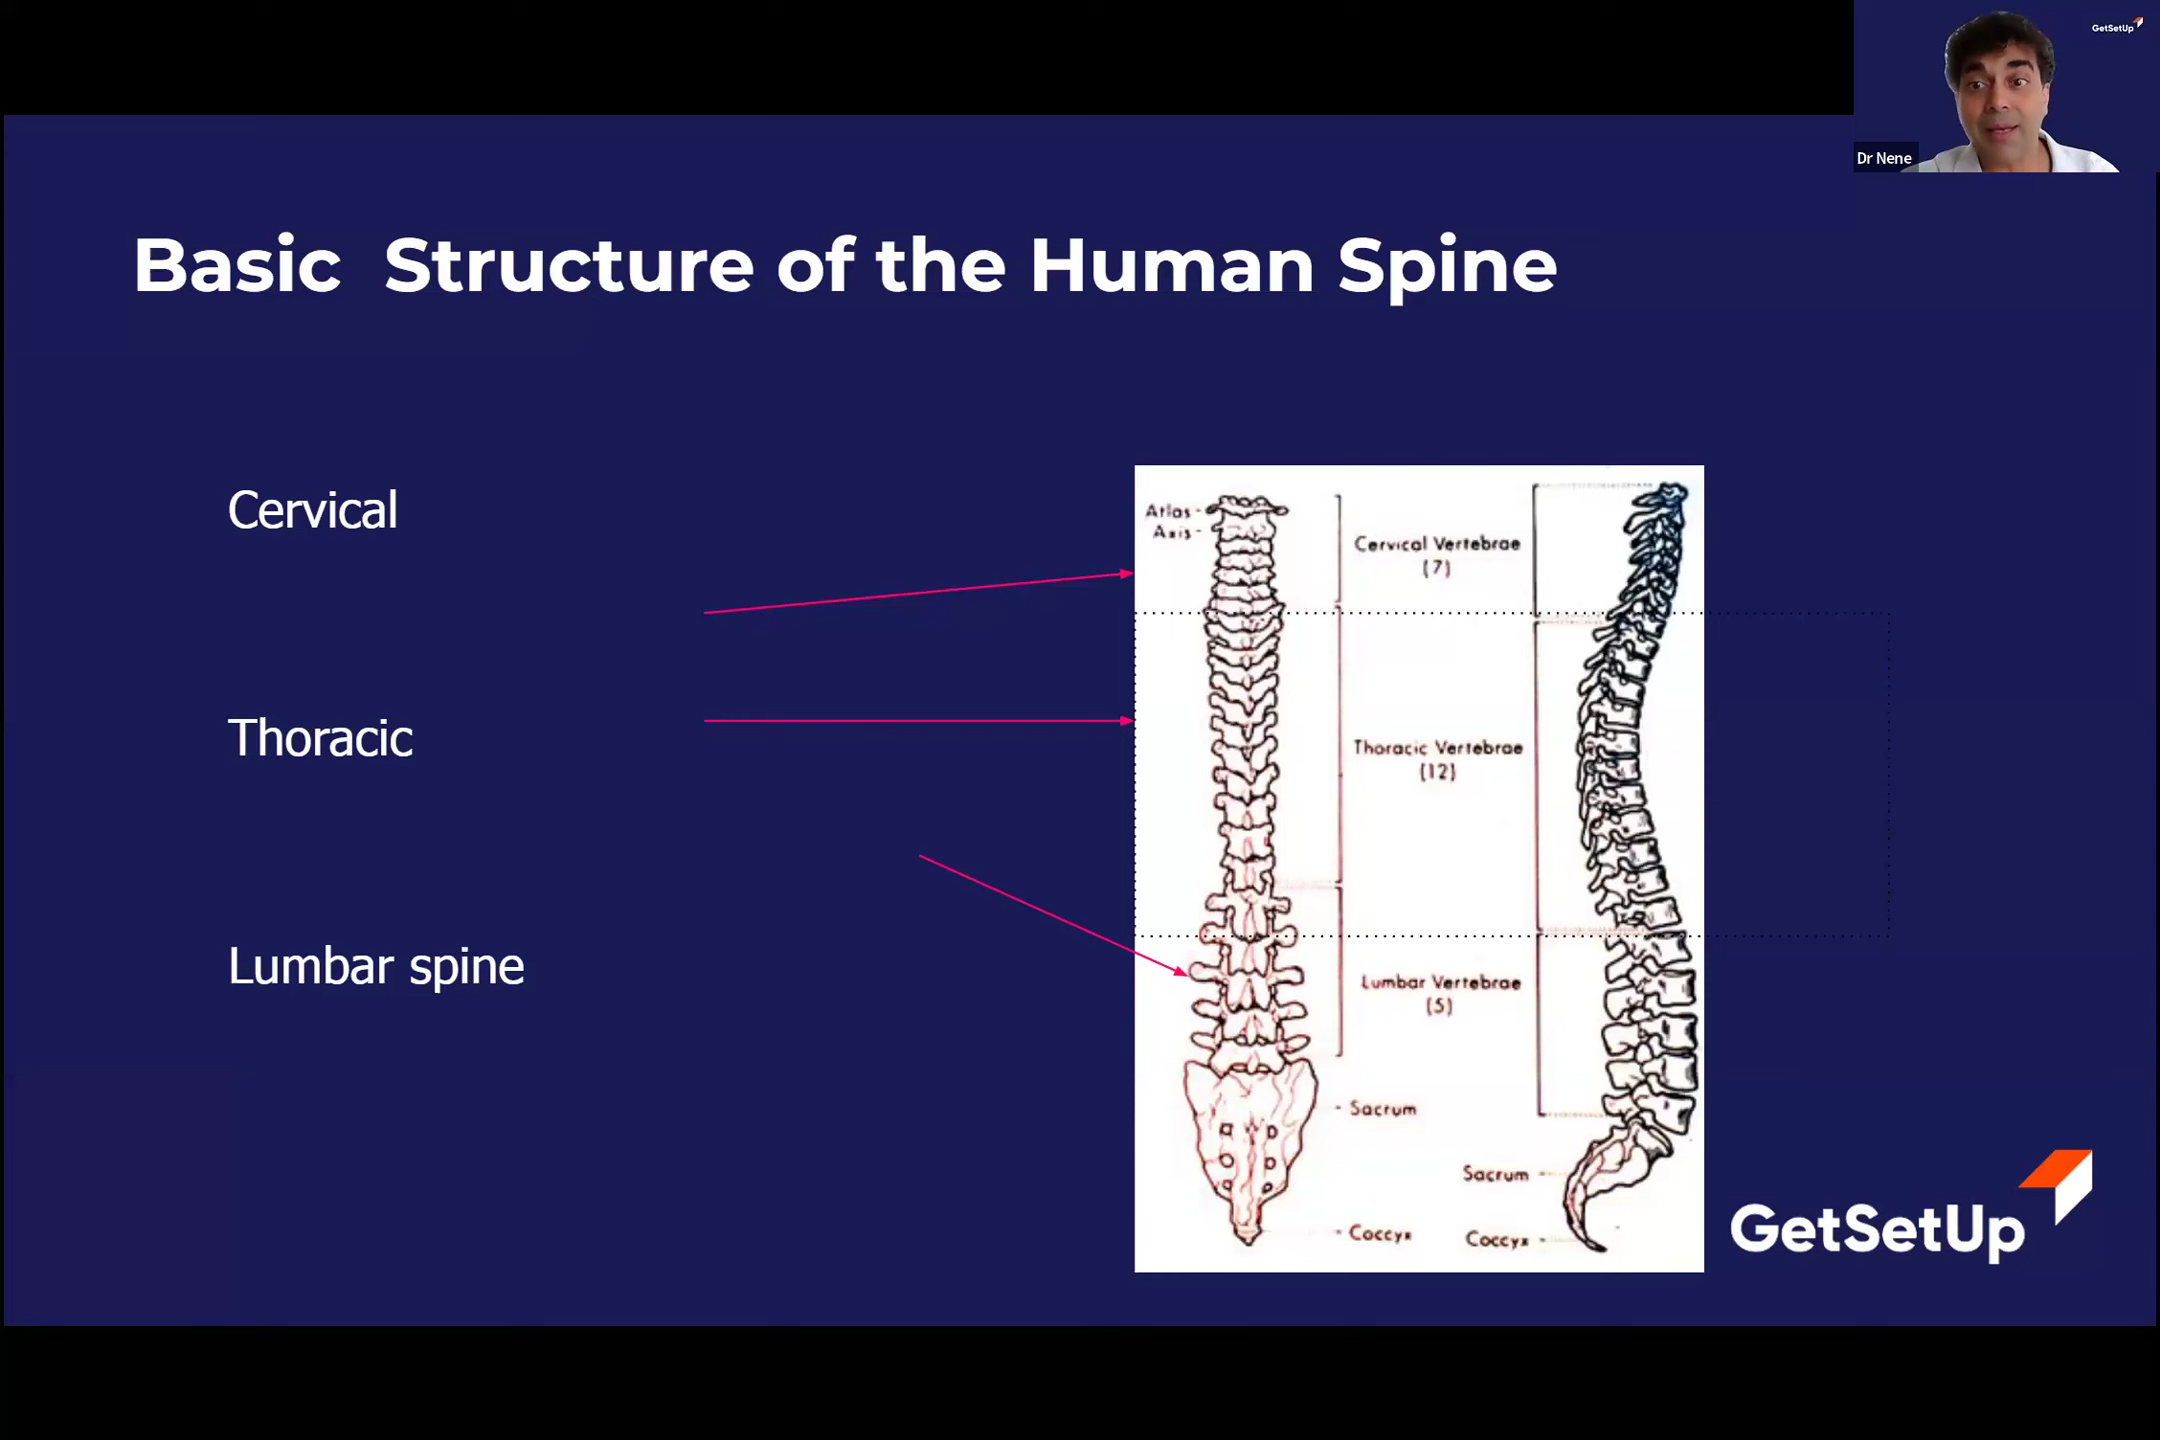 GetSetUp
Dr Nene
Basic  Structure of the Human Spine
Cervical
Thoracic
Lumbar spine
Atlas
Axis
Cervical Vertebrae
(7)
Thoracic Vertebrae
(12)
Lumbar Vertebrae
(5)
Sacrum
Sacrum
Coccyx
Coccyx
GetSetUp